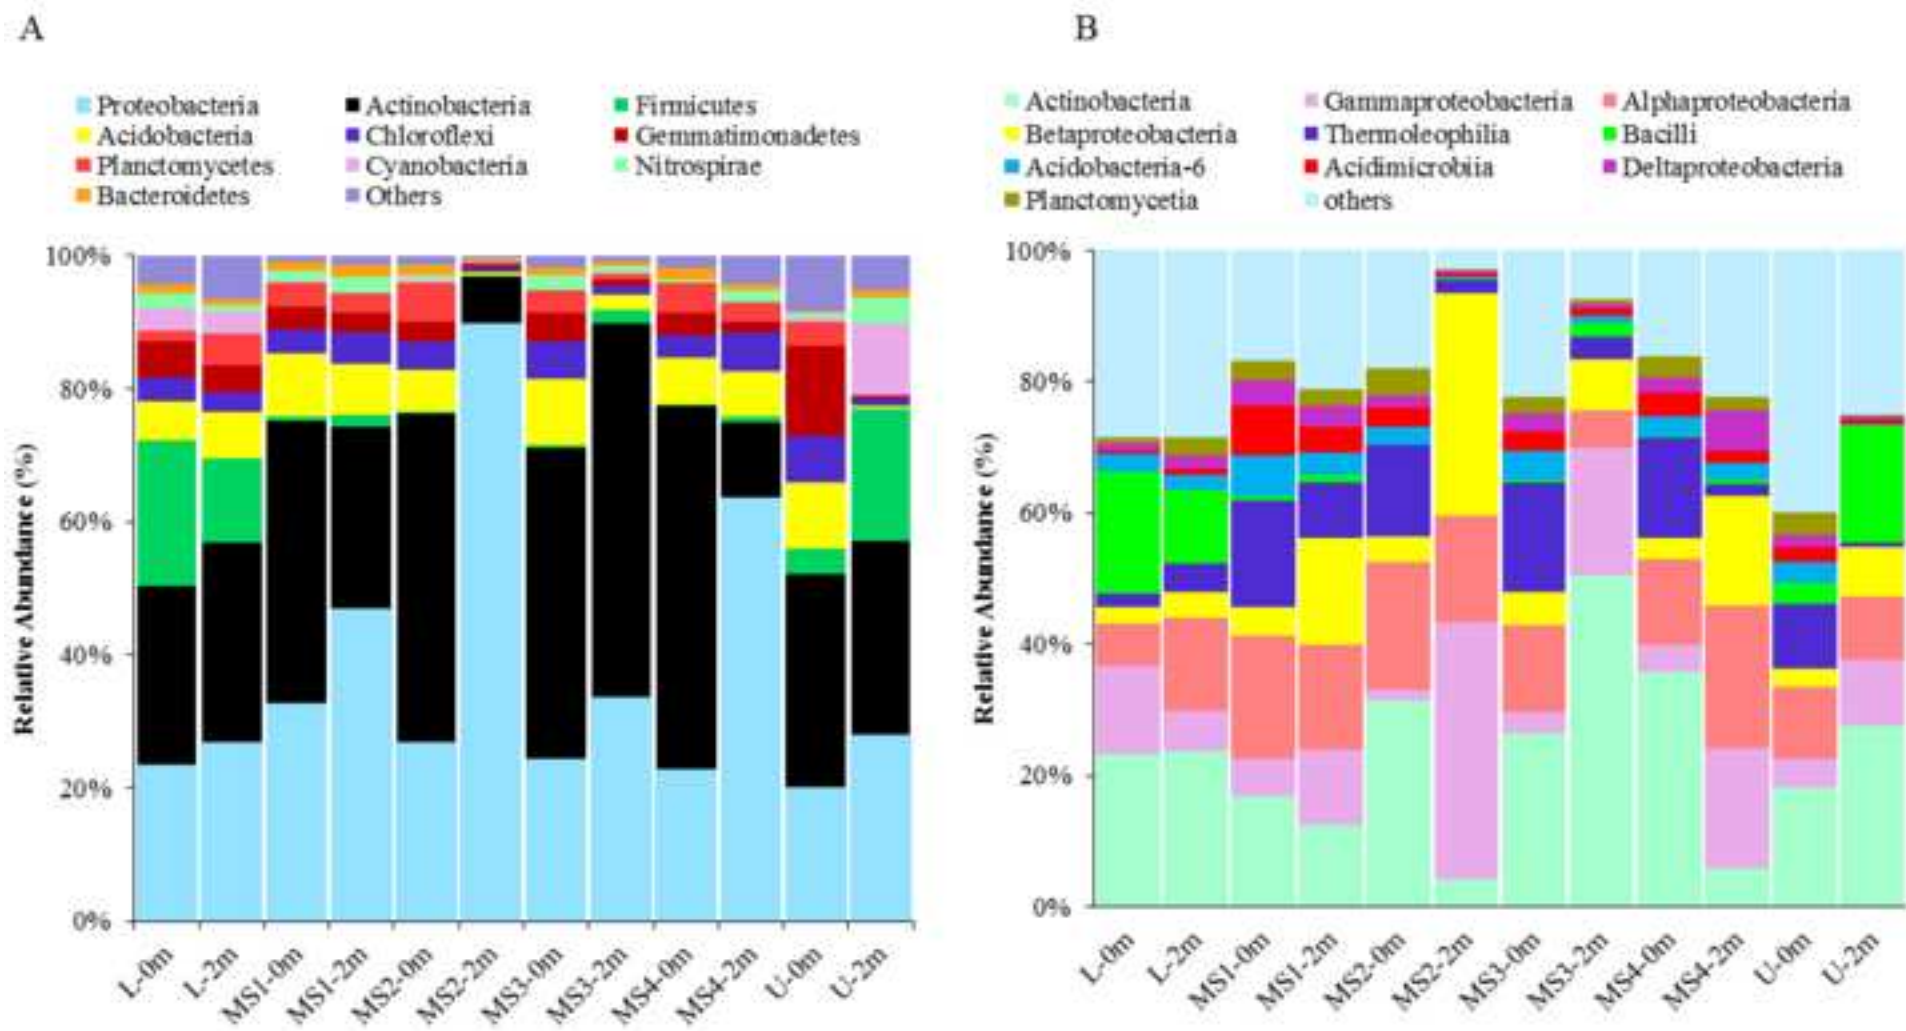 A
B
Proteobacteria Actinobacteria Firmicutes
Acidobacteria Chloroflexi Gemmatimonadetes
Planctomycetes Cyanobacteria Nitrospirae
Bacteroidetes Others
Actinobacteria Gammaproteobacteria Alphaproteobacteria
Betaproteobacteria Thermoleophilia Bacilli
Acidobacteria-6 Acidimicrobiia Deltaproteobacteria
Planctomycetia others
Relative Abundance (%)
100%
80%
60%
40%
20%
0%
L-0m L-2m MS1-0m MS1-2m MS2-0m MS2-2m MS3-0m MS3-2m MS4-0m MS4-2m U-0m U-2m
Relative Abundance (%)
100%
80%
60%
40%
20%
0%
L-0m L-2m MS1-0m MS1-2m MS2-0m MS2-2m MS3-0m MS3-2m MS4-0m MS4-2m U-0m U-2m